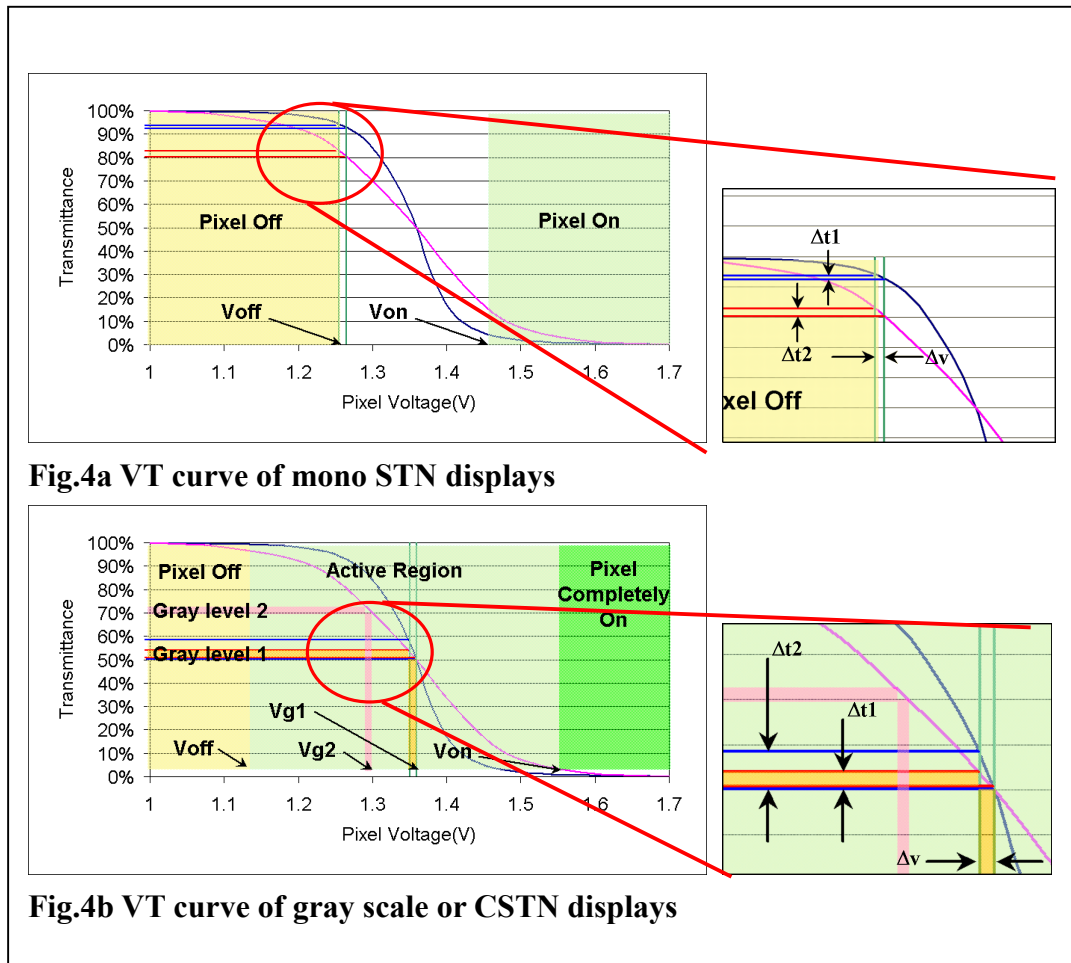 100%
90%
80%
70%
60%
50%
40%
30%
20%
10%
0%
Transmittance
Pixel Off
Pixel On
Voff
Von
1 1.1 1.2 1.3 1.4 1.5 1.6 1.7
Pixel Voltage(V)
Δt1
Δt2
Δv
xel Off
Fig.4a VT curve of mono STN displays
100%
90%
80%
70%
60%
50%
40%
30%
20%
10%
0%
Transmittance
Pixel Off
Active Region
Pixel
Completely
On
Gray level 2
Gray level 1
Vg1
Voff
Vg2
Von
1 1.1 1.2 1.3 1.4 1.5 1.6 1.7
Pixel Voltage(V)
Δt2
Δt1
Δv
Fig.4b VT curve of gray scale or CSTN displays